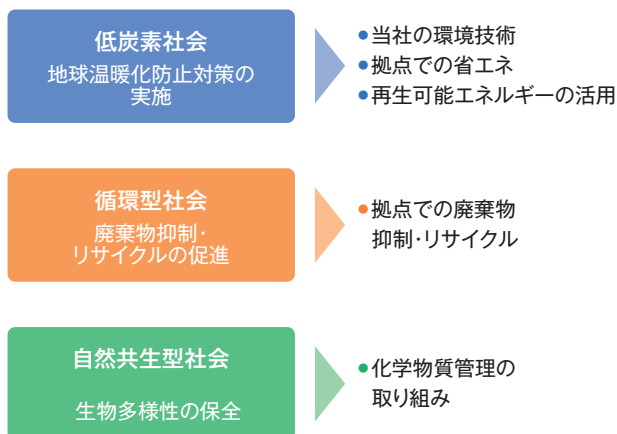 低炭素社会
地球温暖化防止対策の
実施
●当社の環境技術
●拠点での省エネ
●再生可能エネルギーの活用
循環型社会
廃棄物抑制・
リサイクルの促進
●拠点での廃棄物
抑制・リサイクル
自然共生型社会
生物多様性の保全
●化学物質管理の
取り組み